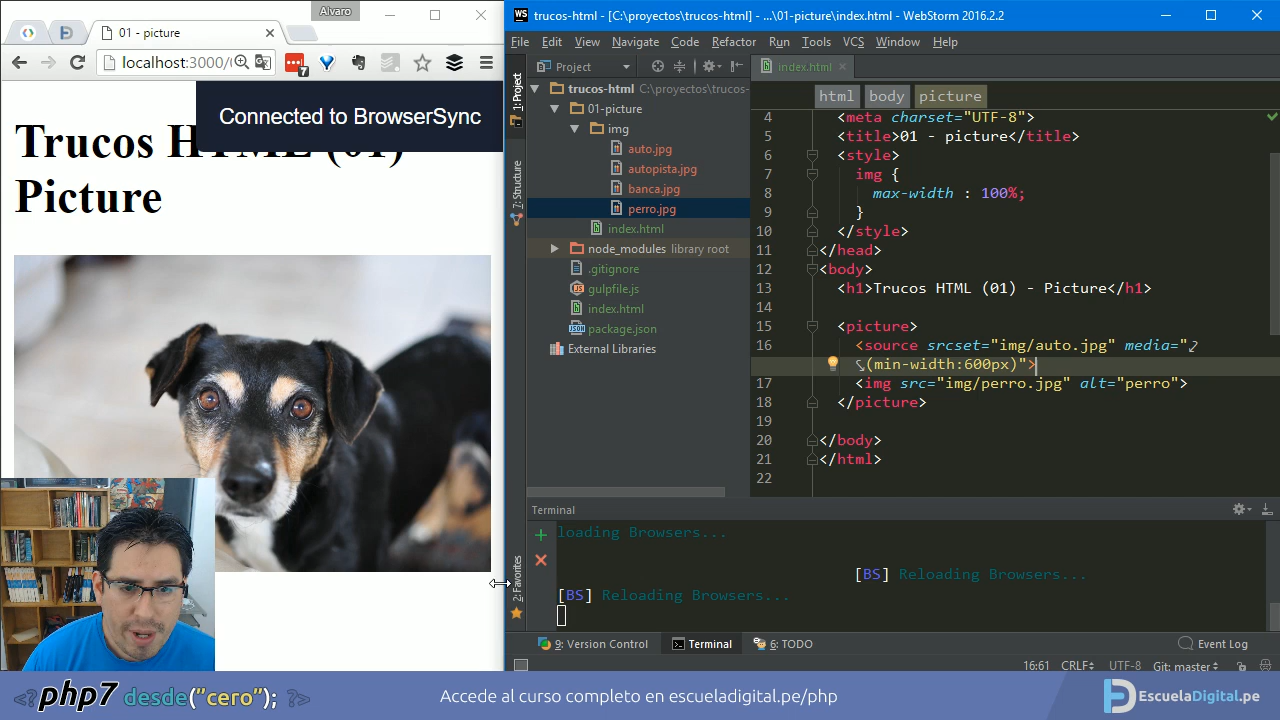 Alvaro
01 - picture
localhost:3000/
7
Connected to BrowserSync
Trucos HTML (01)
Picture
WS trucos-html - [C:\proyectos\trucos-html] - ...\01-picture\index.html - WebStorm 2016.2.2
File Edit View Navigate Code Refactor Run Tools VCS Window Help
Project
index.html
1: Project
7: Structure
2: Favorites
trucos-html C:\proyectos\trucos-
01-picture
img
auto.jpg
autopista.jpg
banca.jpg
perro.jpg
index.html
node_modules library root
.gitignore
gulpfile.js
index.html
package.json
External Libraries
html body picture
4 <meta charset="UTF-8">
5 <title>01 - picture</title>
6 <style>
7 img {
8 max-width : 100%;
9 }
10 </style>
11 </head>
12 <body>
13 <h1>Trucos HTML (01) - Picture</h1>
14
15 <picture>
16 <source srcset="img/auto.jpg" media="
(min-width:600px)">
17 <img src="img/perro.jpg" alt="perro">
18 </picture>
19
20 </body>
21 </html>
22
Terminal
loading Browsers...
[BS] Reloading Browsers...
[BS] Reloading Browsers...
9: Version Control Terminal 6: TODO Event Log
16:61 CRLF UTF-8 Git: master
<?php7 desde("cero"); ?>
Accede al curso completo en escueladigital.pe/php
EscuelaDigital.pe